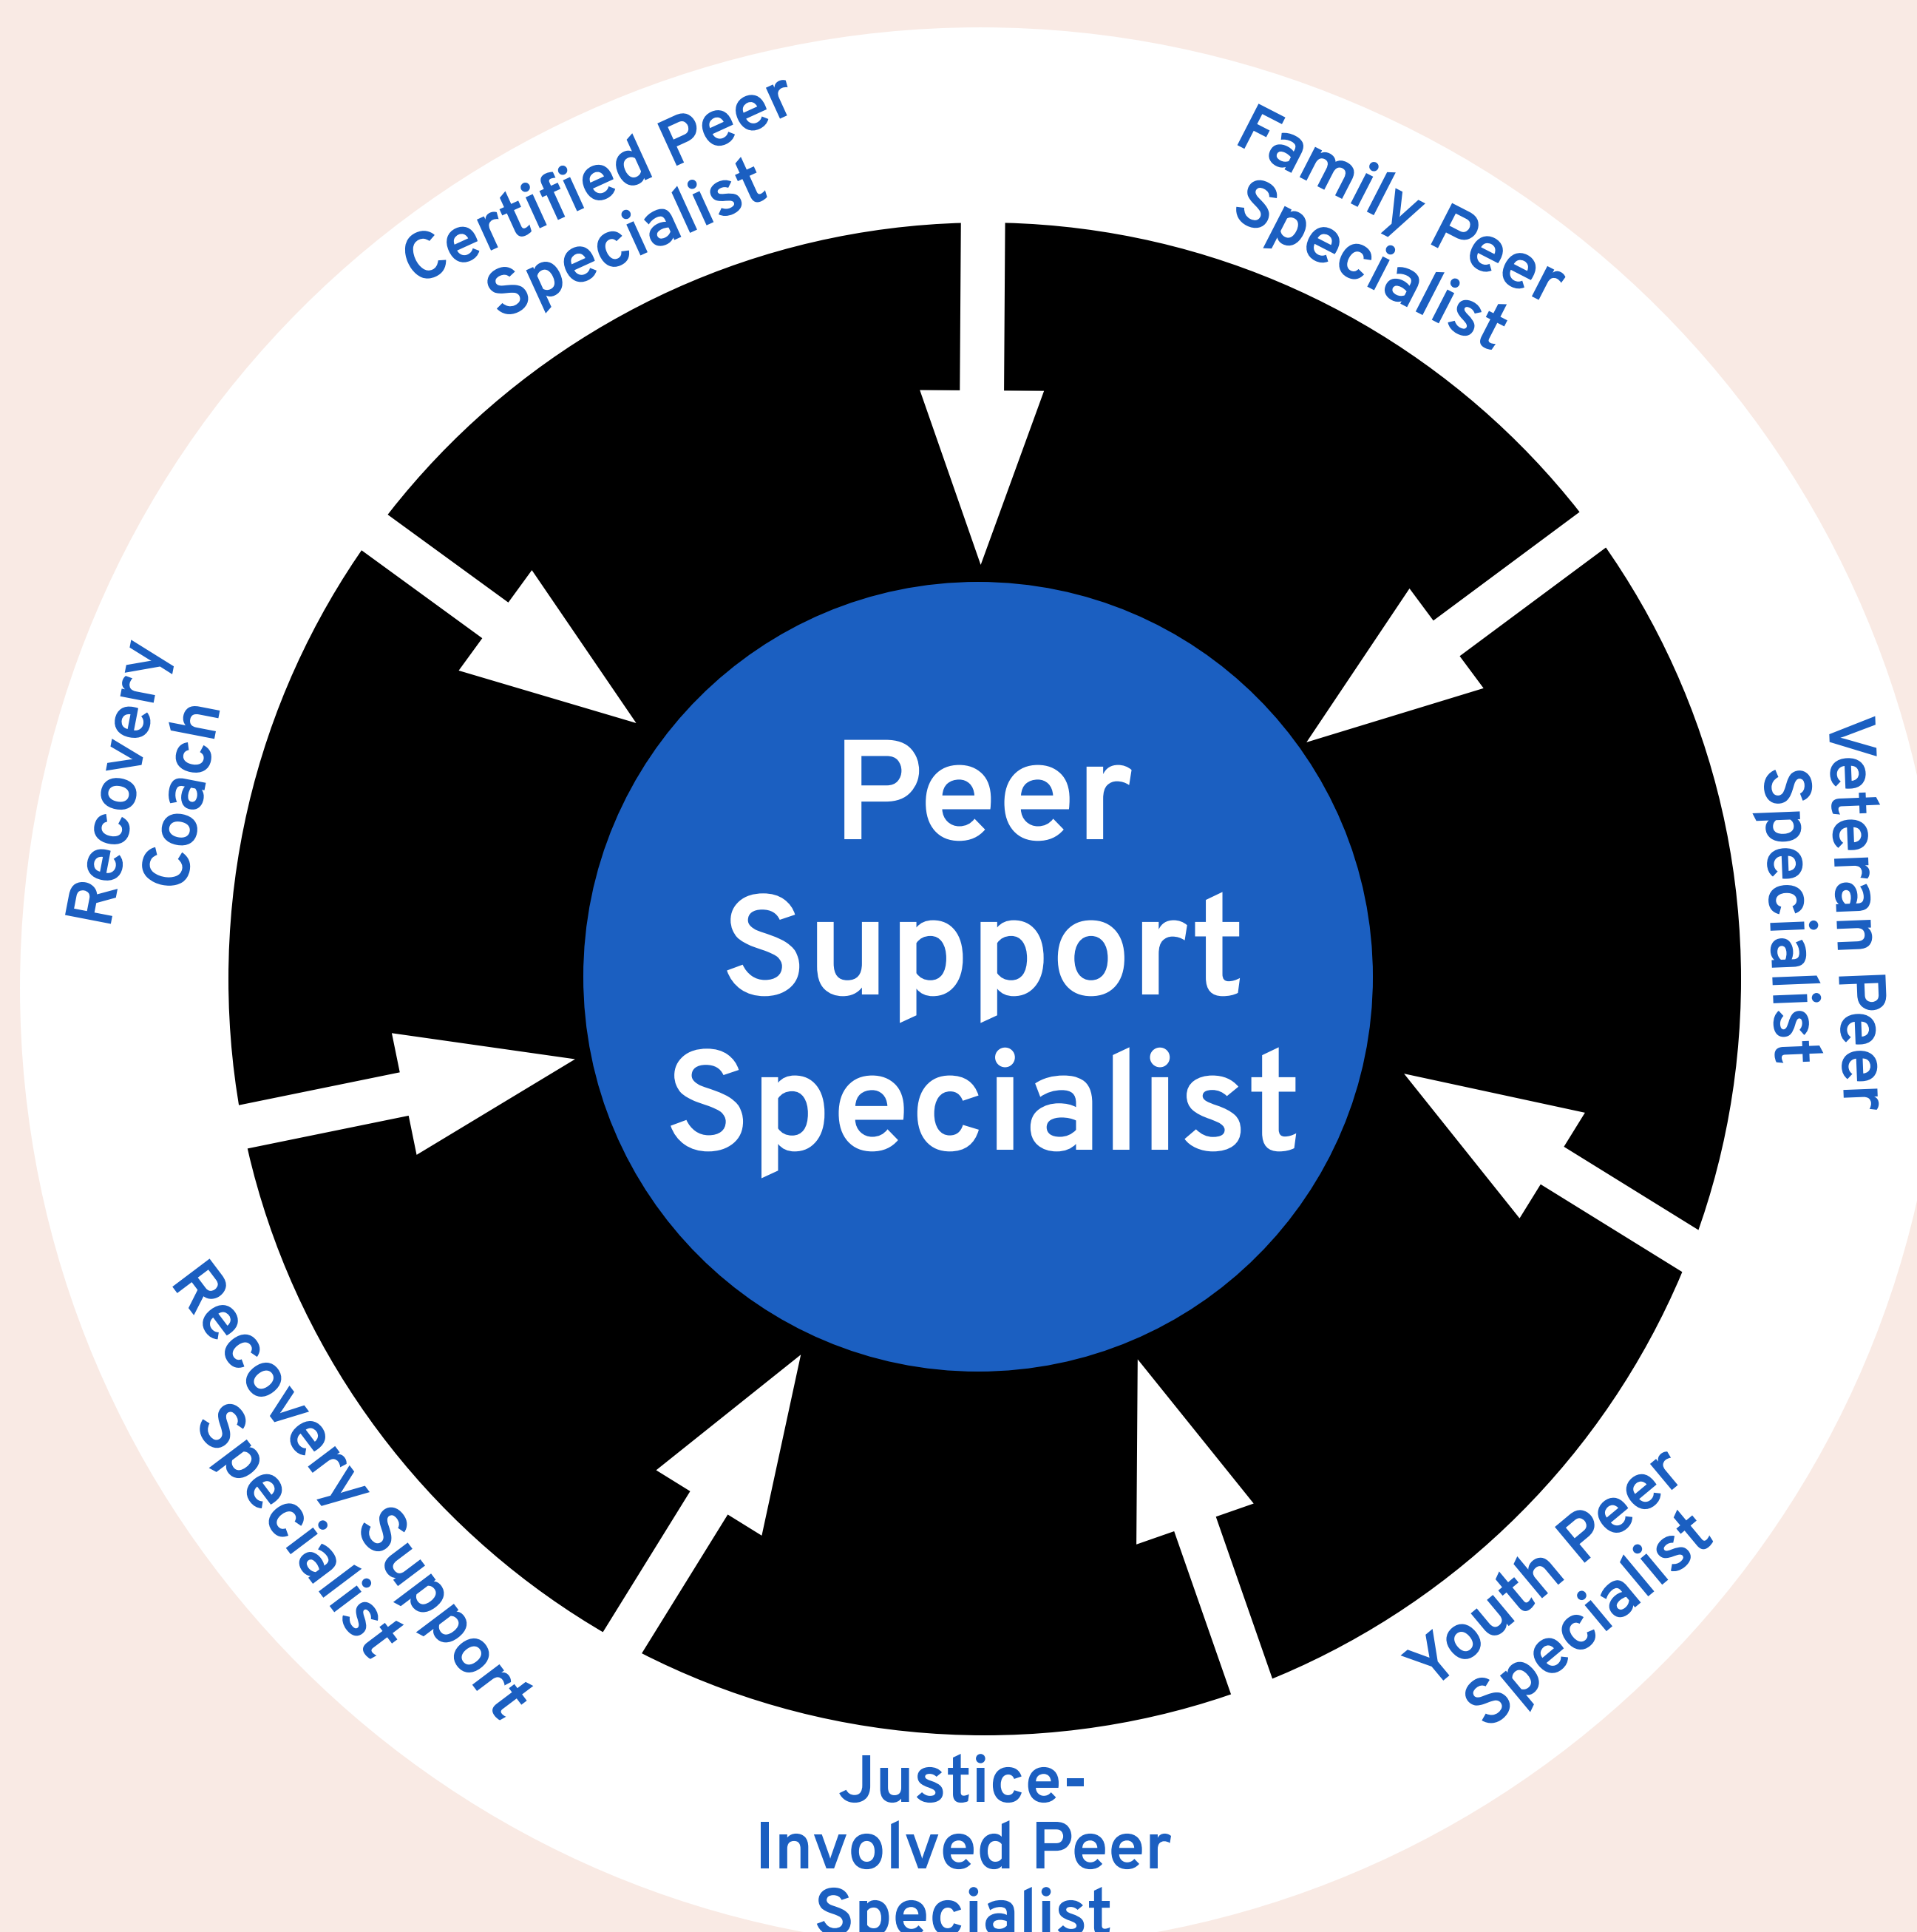 Certified Peer
Specialist
Family Peer
Specialist
Veteran Peer
Specialist
Youth Peer
Specialist
Justice-
Involved Peer
Specialist
Recovery Support
Specialist
Recovery
Coach
Peer
Support
Specialist